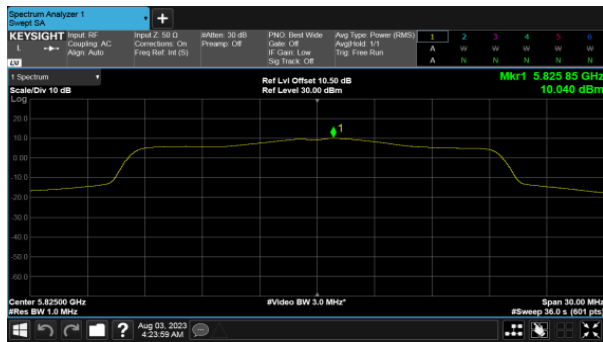 Spectrum Analyzer 1
Swept SA
+
KEYSIGHT Input: RF Input Z: 50 Ω #Atten: 30 dB PNO: Best Wide Avg Type: Power (RMS) 1 2 3 4 5 6
L Coupling: AC Corrections: On Preamp: Off Gate: Off Avg|Hold: 1/1 A W W W W W
Align: Auto Freq Ref: Int (S) IF Gain: Low Trig: Free Run
LXI Sig Track: Off A N N N N N
1 Spectrum Ref Lvl Offset 10.50 dB Mkr1 5.825 85 GHz
Scale/Div 10 dB Ref Level 30.00 dBm 10.040 dBm
Log
20.0
1
10.0
0.00
-10.0
-20.0
-30.0
-40.0
-50.0
-60.0
Center 5.82500 GHz #Video BW 3.0 MHz* Span 30.00 MHz
#Res BW 1.0 MHz #Sweep 36.0 s (601 pts)
? Aug 03, 2023
4:23:59 AM